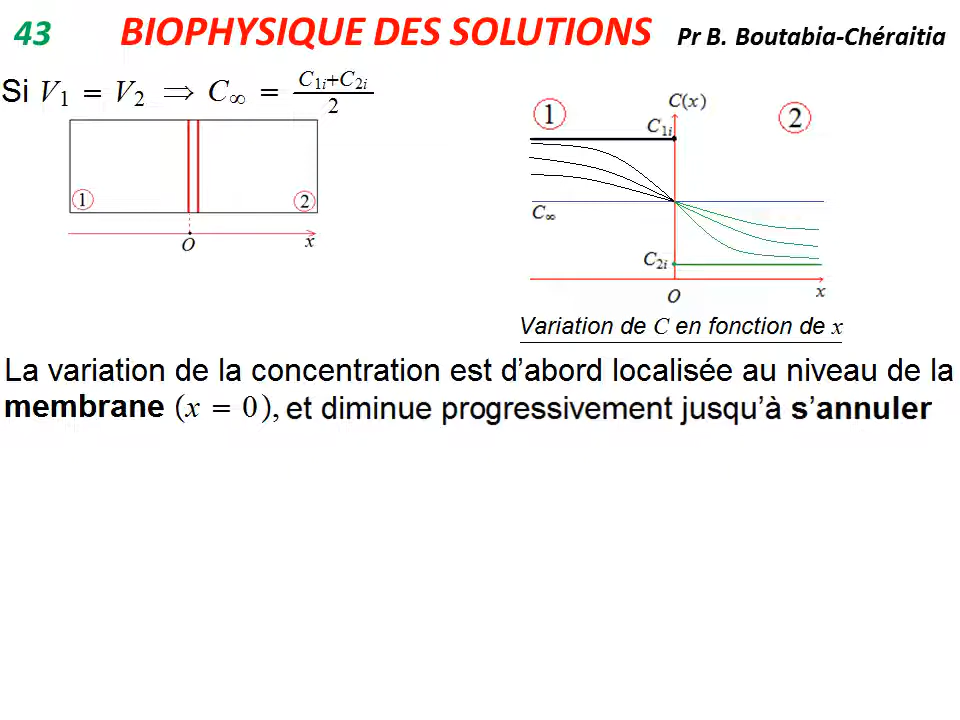 43 BIOPHYSIQUE DES SOLUTIONS Pr B. Boutabia-Chéraitia
Si V₁ = V₂ ⟹ C∞ = (C₁ᵢ+C₂ᵢ)/2
1 2
O x
1 C(x) 2
C₁ᵢ
C∞
C₂ᵢ
O x
Variation de C en fonction de x
La variation de la concentration est d’abord localisée au niveau de la
membrane (x = 0), et diminue progressivement jusqu’à s’annuler